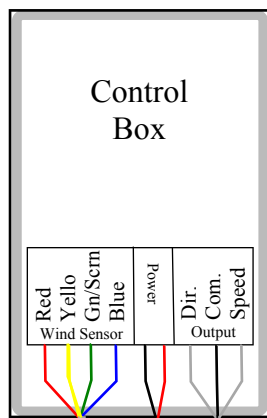 Control
Box
Red
Yello
Gn/Scrn
Blue
Wind Sensor
Power
Dir.
Com.
Speed
Output